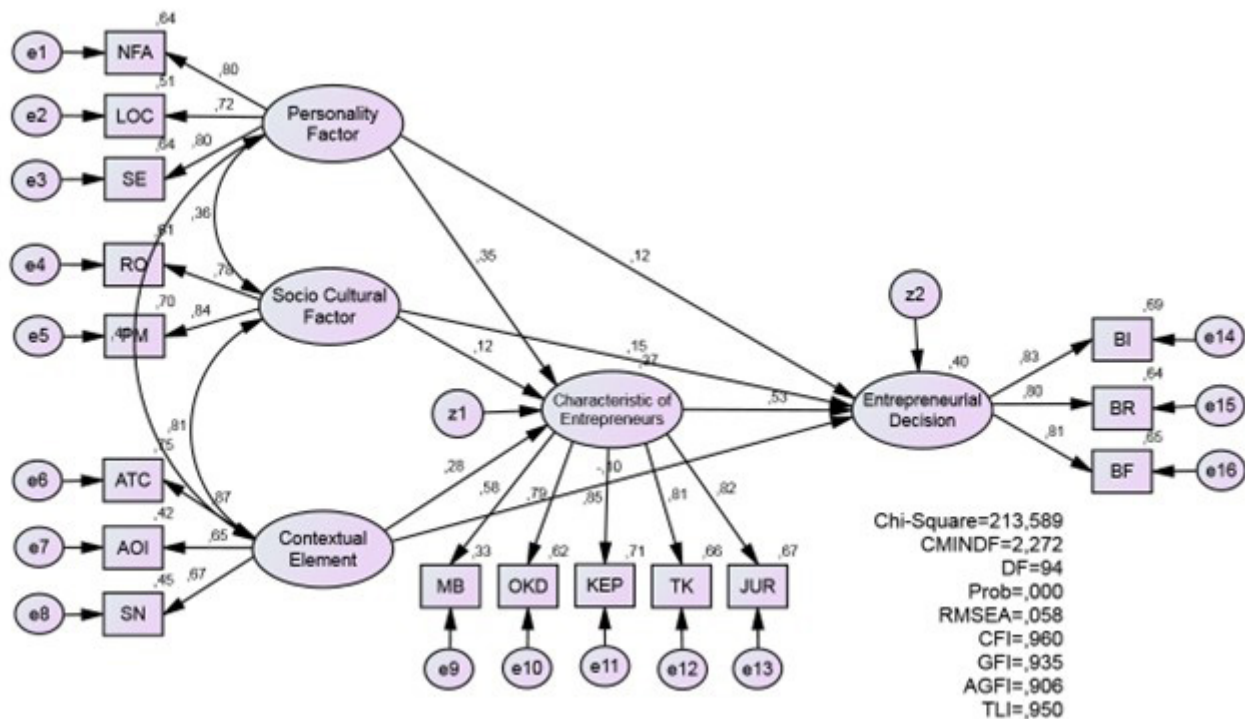 ,64
e1
NFA
,80
,51
e2
LOC
,72
Personality
Factor
,64
,80
e3
SE
,36
,35
,12
,61
e4
RO
,78
Socio Cultural
Factor
,70
,84
e5
PM
,12
,15
,37
z1
Characteristic of
Entrepreneurs
,53
z2
,40
Entrepreneurial
Decision
,83
,69
BI
e14
,80
,64
BR
e15
,81
,65
BF
e16
,81
,75
e6
ATC
,87
,42
e7
AOI
,65
,45
e8
SN
,67
Contextual
Element
,28
-,10
,58
,79
,85
,81
,82
,33
,62
,71
,66
,67
MB
OKD
KEP
TK
JUR
e9
e10
e11
e12
e13
Chi-Square=213,589
CMINDF=2,272
DF=94
Prob=,000
RMSEA=,058
CFI=,960
GFI=,935
AGFI=,906
TLI=,950